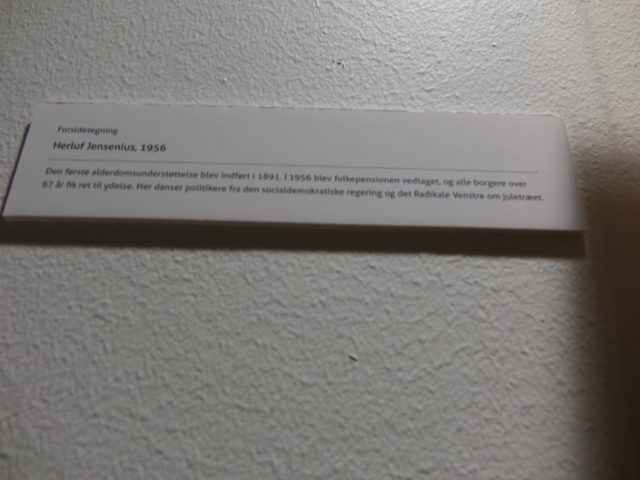 Forsidetegning
Herluf Jensenius, 1956
Den første alderdomsunderstøttelse blev indført i 1891. I 1956 blev folkepensionen vedtaget, og alle borgere over
67 år fik ret til ydelse. Her danser politikere fra den socialdemokratiske regering og det Radikale Venstre om juletræet.